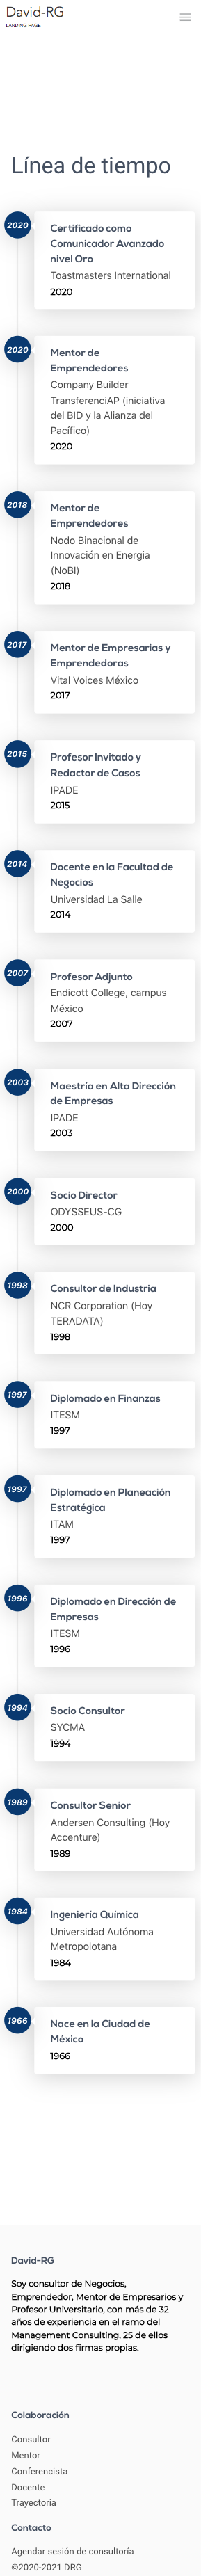 David-RG
LANDING PAGE
Línea de tiempo
2020
Certificado como
Comunicador Avanzado
nivel Oro
Toastmasters International
2020
2020
Mentor de
Emprendedores
Company Builder
TransferenciAP (iniciativa
del BID y la Alianza del
Pacífico)
2020
2018
Mentor de
Emprendedores
Nodo Binacional de
Innovación en Energia
(NoBI)
2018
2017
Mentor de Empresarias y
Emprendedoras
Vital Voices México
2017
2015
Profesor Invitado y
Redactor de Casos
IPADE
2015
2014
Docente en la Facultad de
Negocios
Universidad La Salle
2014
2007
Profesor Adjunto
Endicott College, campus
México
2007
2003
Maestría en Alta Dirección
de Empresas
IPADE
2003
2000
Socio Director
ODYSSEUS-CG
2000
1998
Consultor de Industria
NCR Corporation (Hoy
TERADATA)
1998
1997
Diplomado en Finanzas
ITESM
1997
1997
Diplomado en Planeación
Estratégica
ITAM
1997
1996
Diplomado en Dirección de
Empresas
ITESM
1996
1994
Socio Consultor
SYCMA
1994
1989
Consultor Senior
Andersen Consulting (Hoy
Accenture)
1989
1984
Ingeniería Química
Universidad Autónoma
Metropolotana
1984
1966
Nace en la Ciudad de
México
1966
David-RG
Soy consultor de Negocios,
Emprendedor, Mentor de Empresarios y
Profesor Universitario, con más de 32
años de experiencia en el ramo del
Management Consulting, 25 de ellos
dirigiendo dos firmas propias.
Colaboración
Consultor
Mentor
Conferencista
Docente
Trayectoria
Contacto
Agendar sesión de consultoría
©2020-2021 DRG